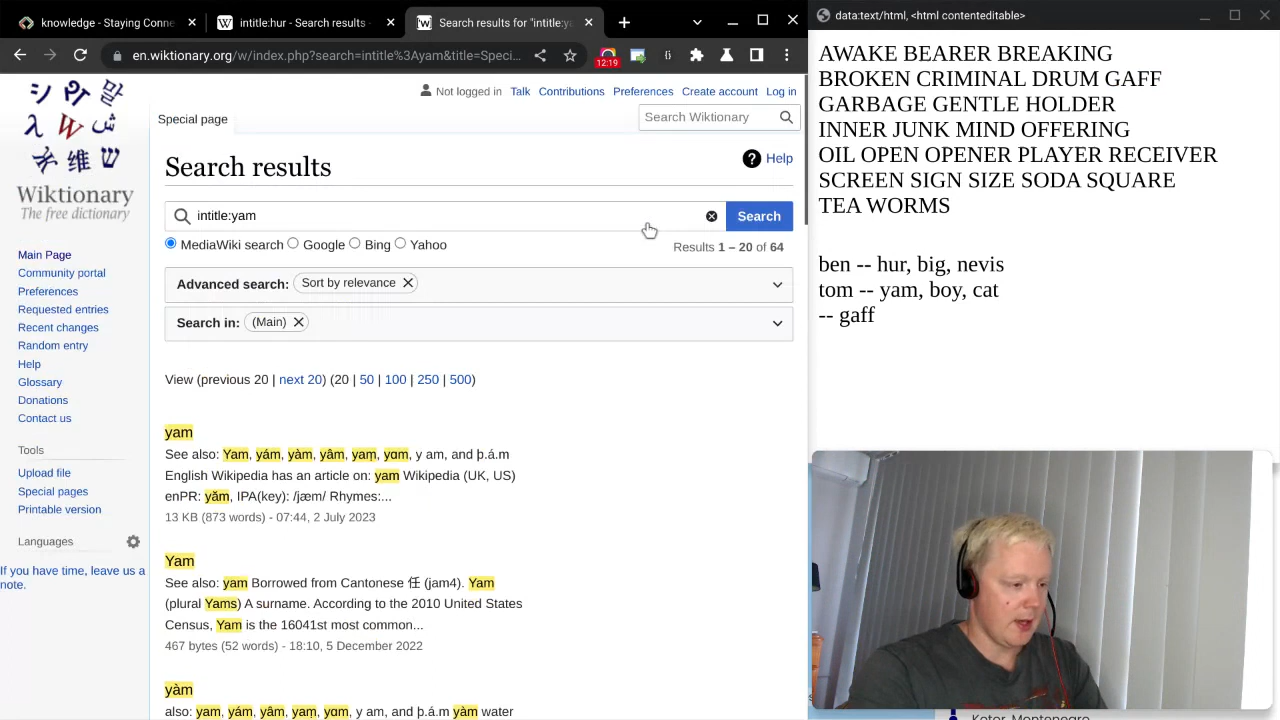 knowledge - Staying Conne
intitle:hur - Search results -
Search results for "intitle:ya
data:text/html, <html contenteditable>
en.wiktionary.org/w/index.php?search=intitle%3Ayam&title=Speci...
12:19
Not logged in Talk Contributions Preferences Create account Log in
Special page
Search Wiktionary
Wiktionary
The free dictionary
Main Page
Community portal
Preferences
Requested entries
Recent changes
Random entry
Help
Glossary
Donations
Contact us
Tools
Upload file
Special pages
Printable version
Languages
If you have time, leave us a
note.
Search results
Help
intitle:yam
Search
MediaWiki search Google Bing Yahoo
Results 1 – 20 of 64
Advanced search: Sort by relevance
Search in: (Main)
View (previous 20 | next 20) (20 | 50 | 100 | 250 | 500)
yam
See also: Yam, yám, yàm, yâm, yaṃ, yɑm, y am, and þ.á.m
English Wikipedia has an article on: yam Wikipedia (UK, US)
enPR: yăm, IPA(key): /jæm/ Rhymes:...
13 KB (873 words) - 07:44, 2 July 2023
Yam
See also: yam Borrowed from Cantonese 任 (jam4). Yam
(plural Yams) A surname. According to the 2010 United States
Census, Yam is the 16041st most common...
467 bytes (52 words) - 18:10, 5 December 2022
yàm
also: yam, yám, yâm, yaṃ, yɑm, y am, and þ.á.m yàm water
AWAKE BEARER BREAKING
BROKEN CRIMINAL DRUM GAFF
GARBAGE GENTLE HOLDER
INNER JUNK MIND OFFERING
OIL OPEN OPENER PLAYER RECEIVER
SCREEN SIGN SIZE SODA SQUARE
TEA WORMS
ben -- hur, big, nevis
tom -- yam, boy, cat
-- gaff
Kotor, Montenegro